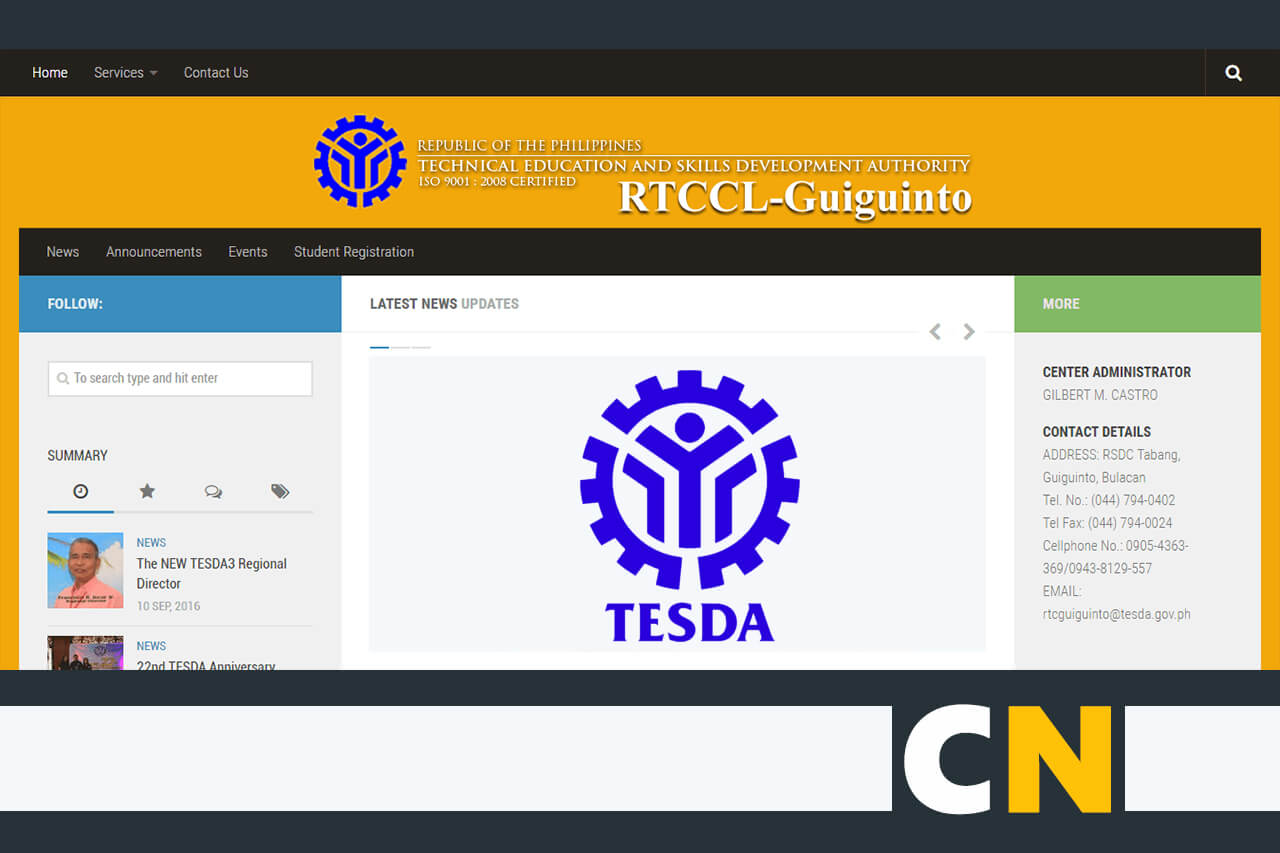 Home Services Contact Us
REPUBLIC OF THE PHILIPPINES
TECHNICAL EDUCATION AND SKILLS DEVELOPMENT AUTHORITY
ISO 9001 : 2008 CERTIFIED
RTCCL-Guiguinto
News Announcements Events Student Registration
FOLLOW:
To search type and hit enter
SUMMARY
NEWS
The NEW TESDA3 Regional
Director
10 SEP, 2016
NEWS
22nd TESDA Anniversary
LATEST NEWS UPDATES
TESDA
MORE
CENTER ADMINISTRATOR
GILBERT M. CASTRO
CONTACT DETAILS
ADDRESS: RSDC Tabang,
Guiguinto, Bulacan
Tel. No.: (044) 794-0402
Tel Fax: (044) 794-0024
Cellphone No.: 0905-4363-
369/0943-8129-557
EMAIL:
rtcguiguinto@tesda.gov.ph
CN